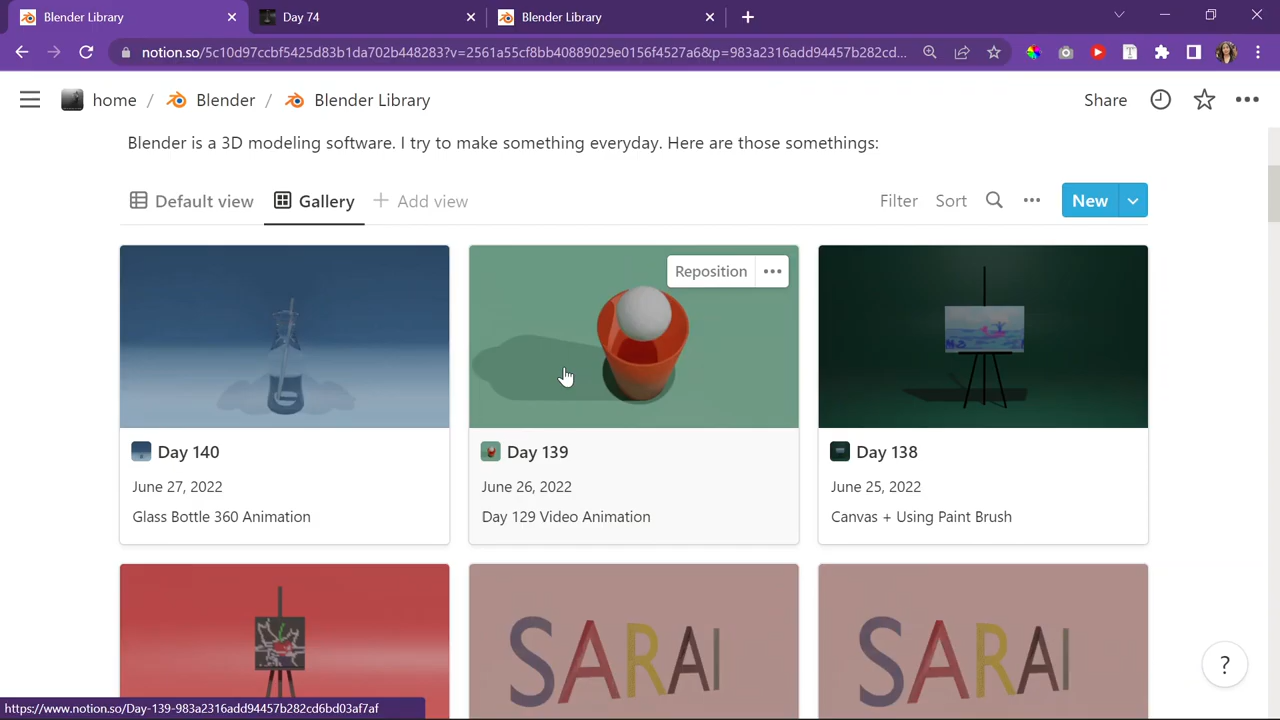 Blender Library
Day 74
Blender Library
notion.so/5c10d97ccbf5425d83b1da702b448283?v=2561a55cf8bb40889029e0156f4527a6&p=983a2316add94457b282cd...
home / Blender / Blender Library
Share
Blender is a 3D modeling software. I try to make something everyday. Here are those somethings:
Default view
Gallery
Add view
Filter
Sort
New
Reposition
Day 140
June 27, 2022
Glass Bottle 360 Animation
Day 139
June 26, 2022
Day 129 Video Animation
Day 138
June 25, 2022
Canvas + Using Paint Brush
SARAI
SARAI
?
https://www.notion.so/Day-139-983a2316add94457b282cd6bd03af7af